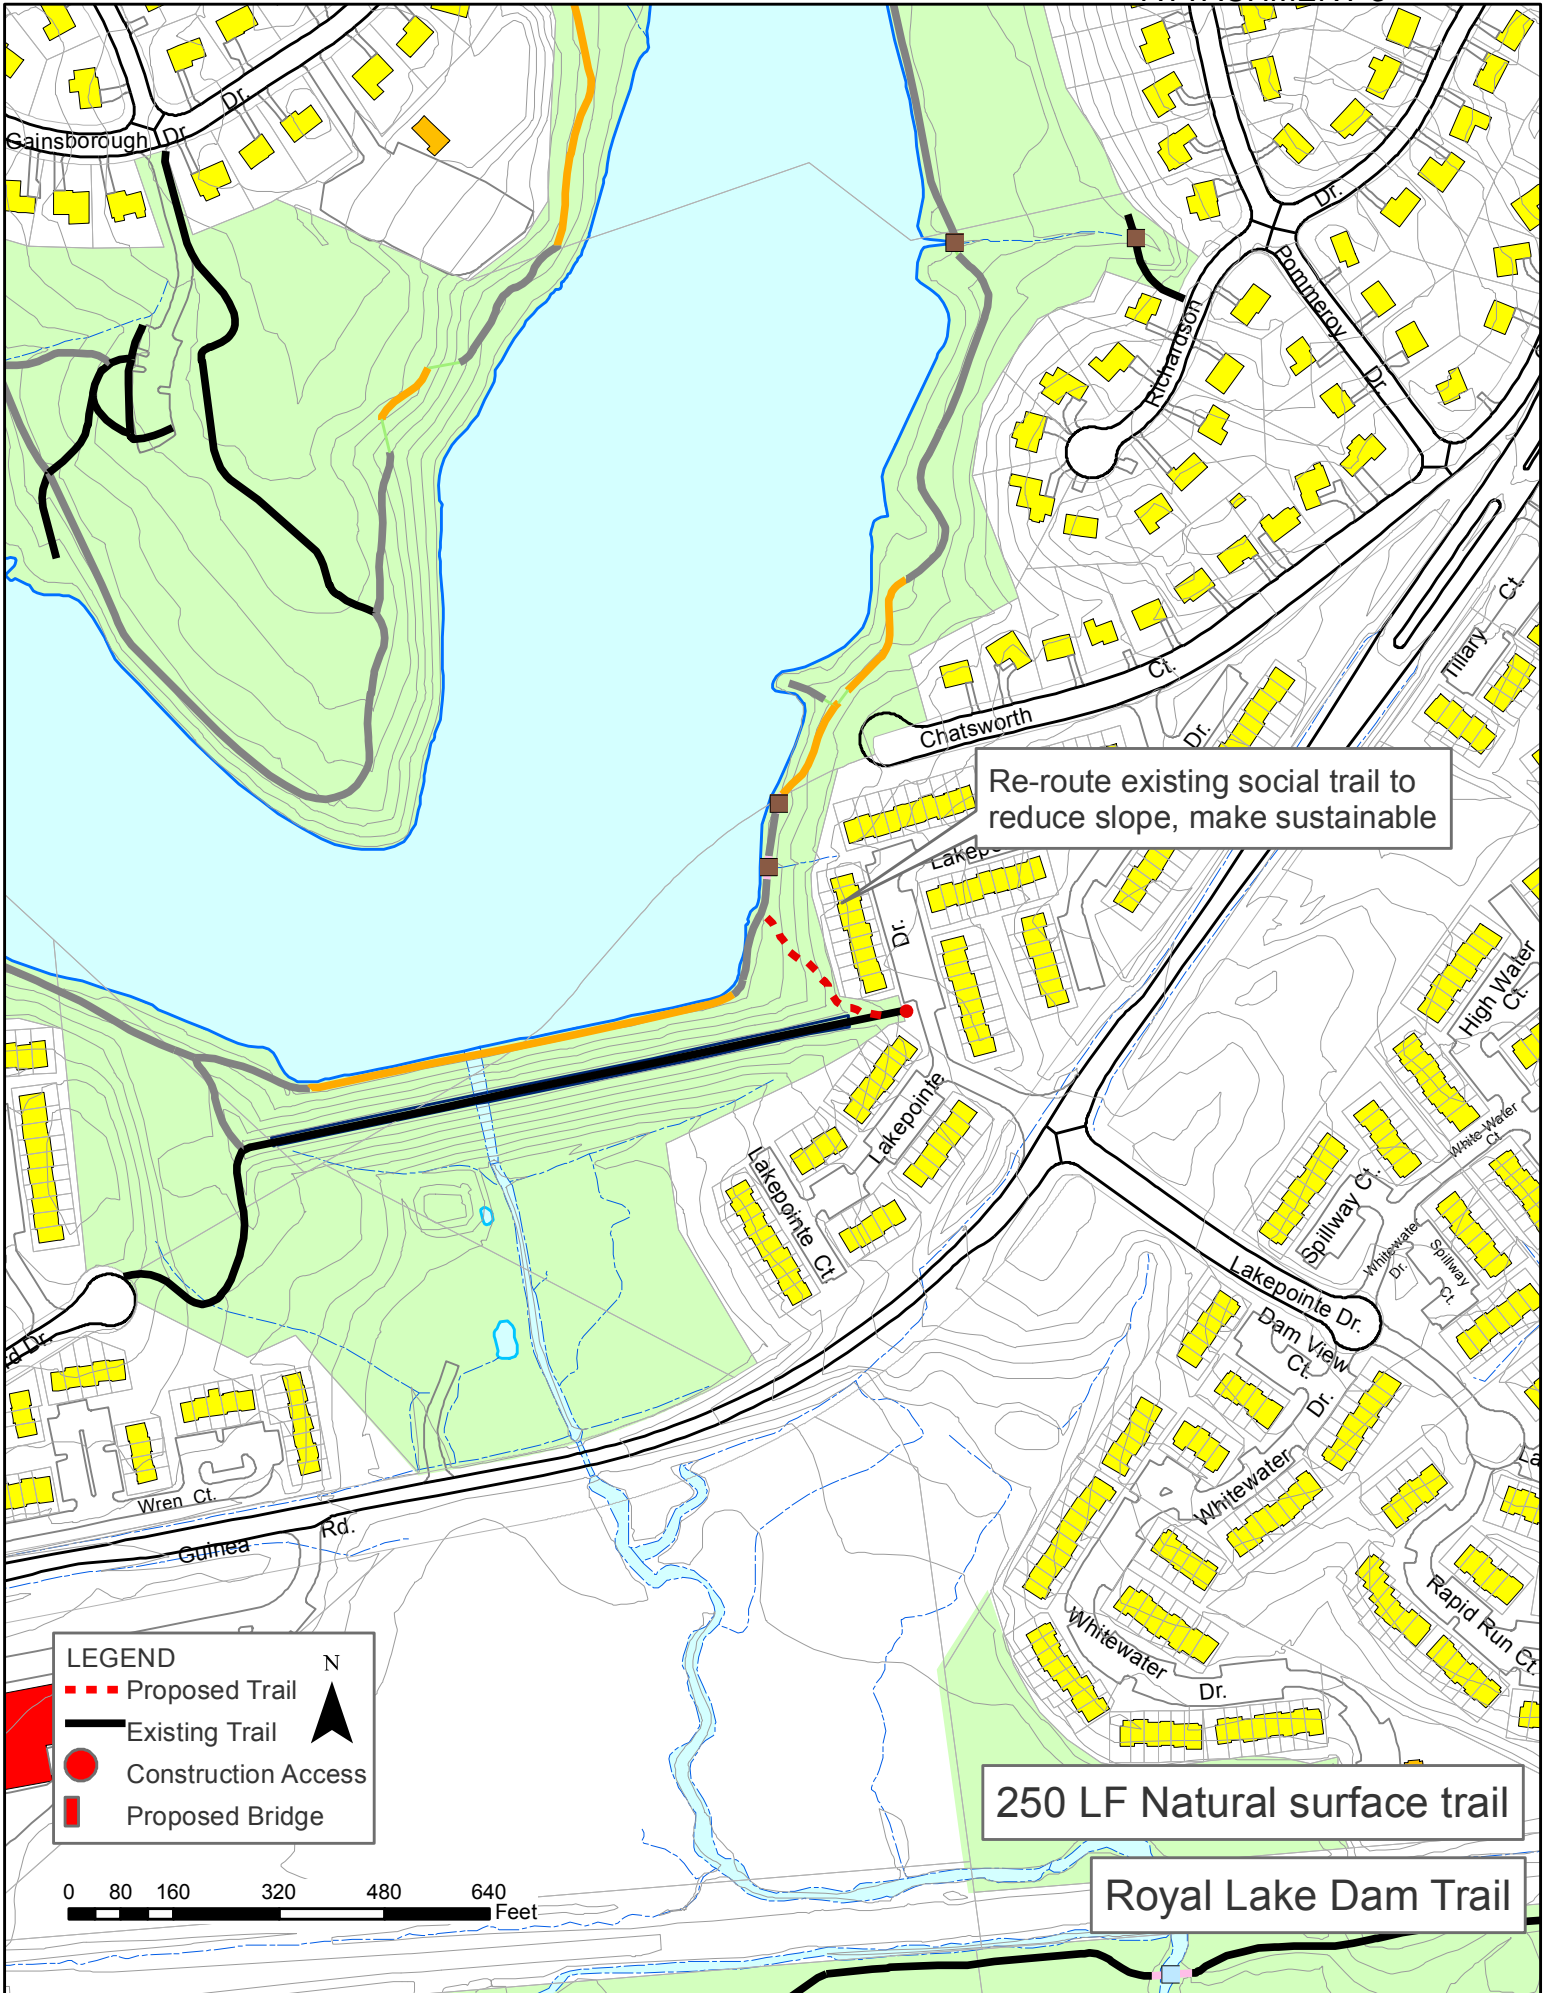 Gainsborough Dr.
Dr.
Dr.
Pommeroy
Dr.
Richardson
Ct.
Chatsworth
Tillary
Ct.
Dr.
Re-route existing social trail to
reduce slope, make sustainable
Dr.
High Water
Ct.
Lakepointe
Lakepointe Ct
White Water
Ct.
Spillway Ct.
Whitewater
Dr.
Spillway
Ct.
Lakepointe Dr.
Dam View
Ct.
Dr.
Whitewater
Wren Ct.
Guinea
Rd.
Rapid Run Ct.
Whitewater
Dr.
LEGEND
N
Proposed Trail
Existing Trail
Construction Access
Proposed Bridge
250 LF Natural surface trail
Royal Lake Dam Trail
0 80 160 320 480 640
Feet